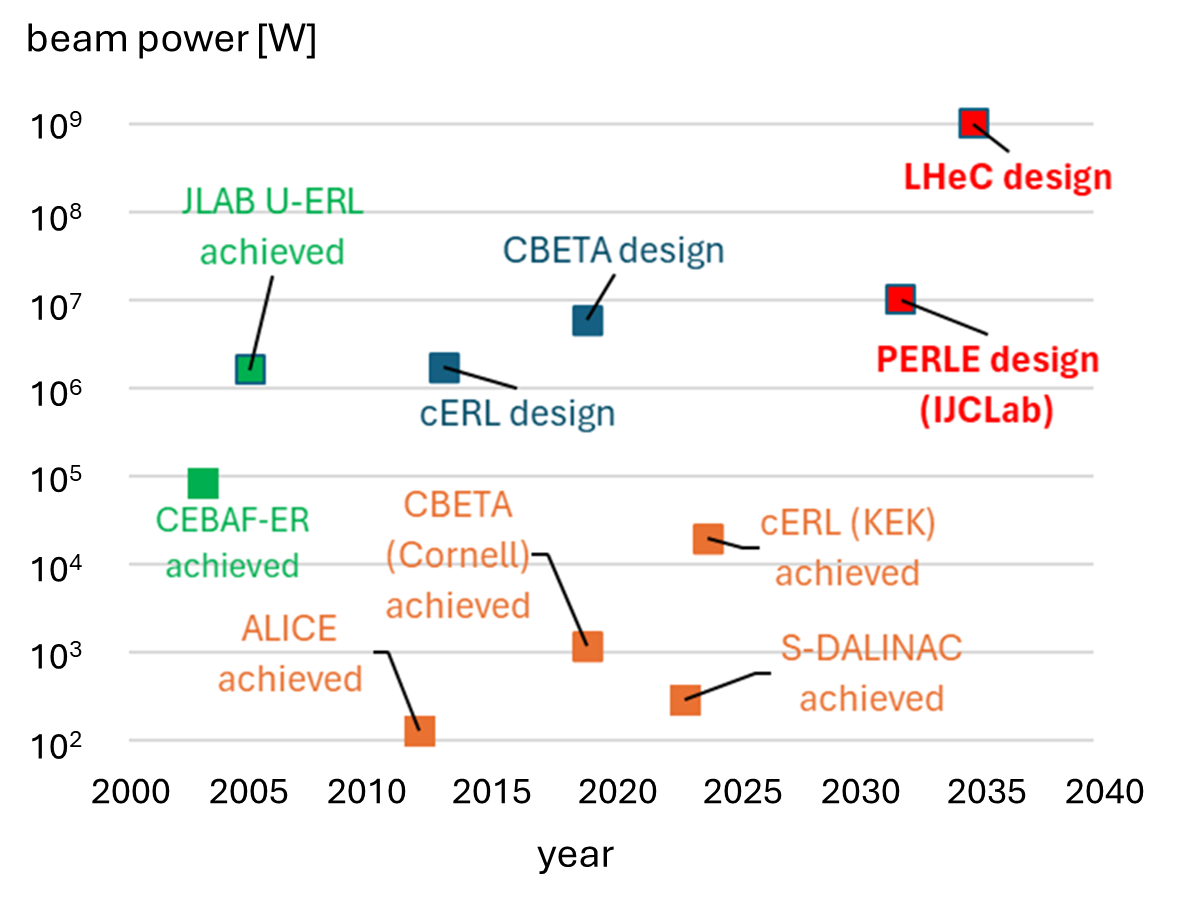 beam power [W]
10⁹
10⁸
10⁷
10⁶
10⁵
10⁴
10³
10²
LHeC design
JLAB U-ERL
achieved
CBETA design
PERLE design
(IJCLab)
cERL design
CEBAF-ER
achieved
CBETA
(Cornell)
achieved
cERL (KEK)
achieved
ALICE
achieved
S-DALINAC
achieved
2000 2005 2010 2015 2020 2025 2030 2035 2040
year